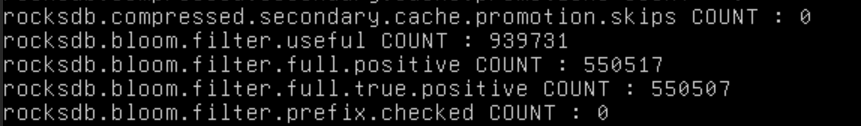 rocksdb.compressed.secondary.cache.promotion.skips COUNT : 0
rocksdb.bloom.filter.useful COUNT : 939731
rocksdb.bloom.filter.full.positive COUNT : 550517
rocksdb.bloom.filter.full.true.positive COUNT : 550507
rocksdb.bloom.filter.prefix.checked COUNT : 0